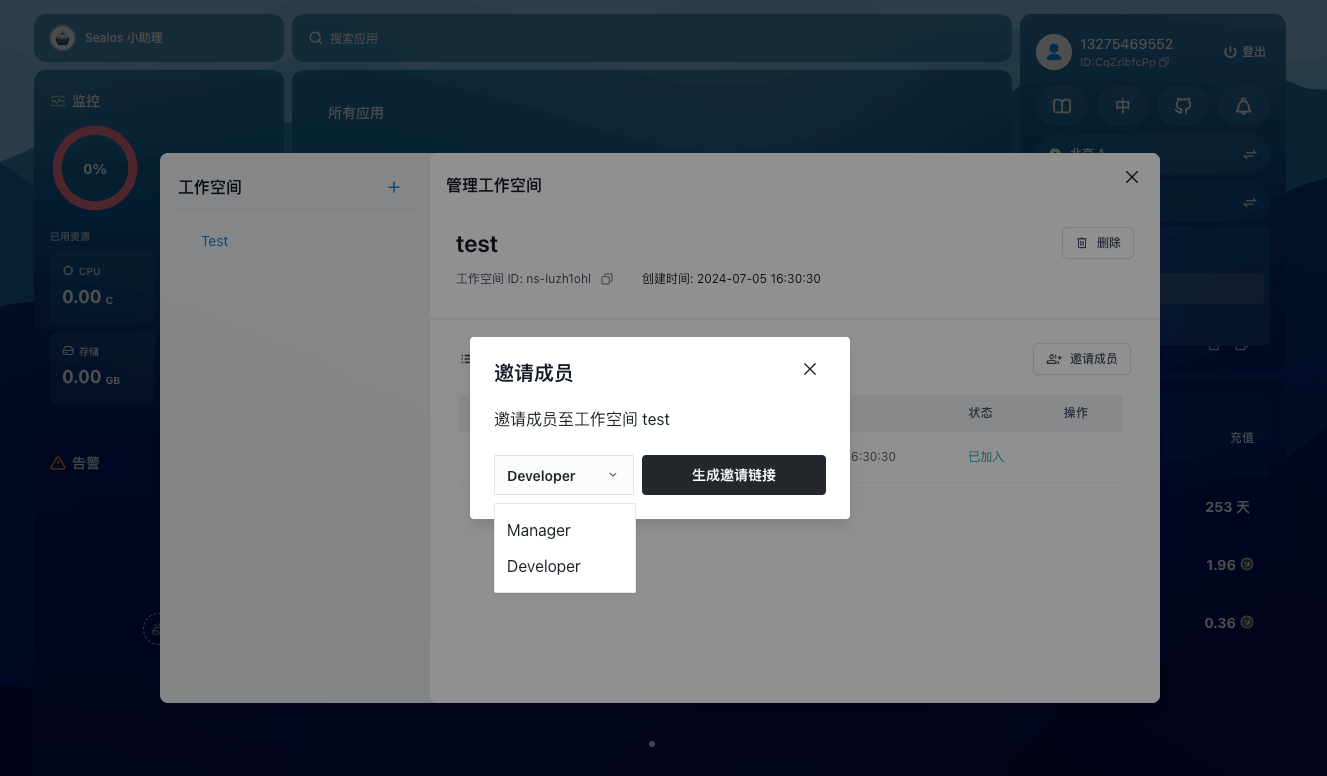 Sealos 小助理
搜索应用
13275469552
ID:CqZribfcPp
登出
监控
所有应用
中
0%
北京 A
已用资源
CPU
0.00 C
存储
0.00 GB
告警
工作空间
Test
管理工作空间
test
删除
工作空间 ID: ns-luzh1ohl
创建时间: 2024-07-05 16:30:30
邀请成员
状态
操作
6:30:30
已加入
邀请成员
邀请成员至工作空间 test
Developer
生成邀请链接
Manager
Developer
充值
253 天
1.96
0.36